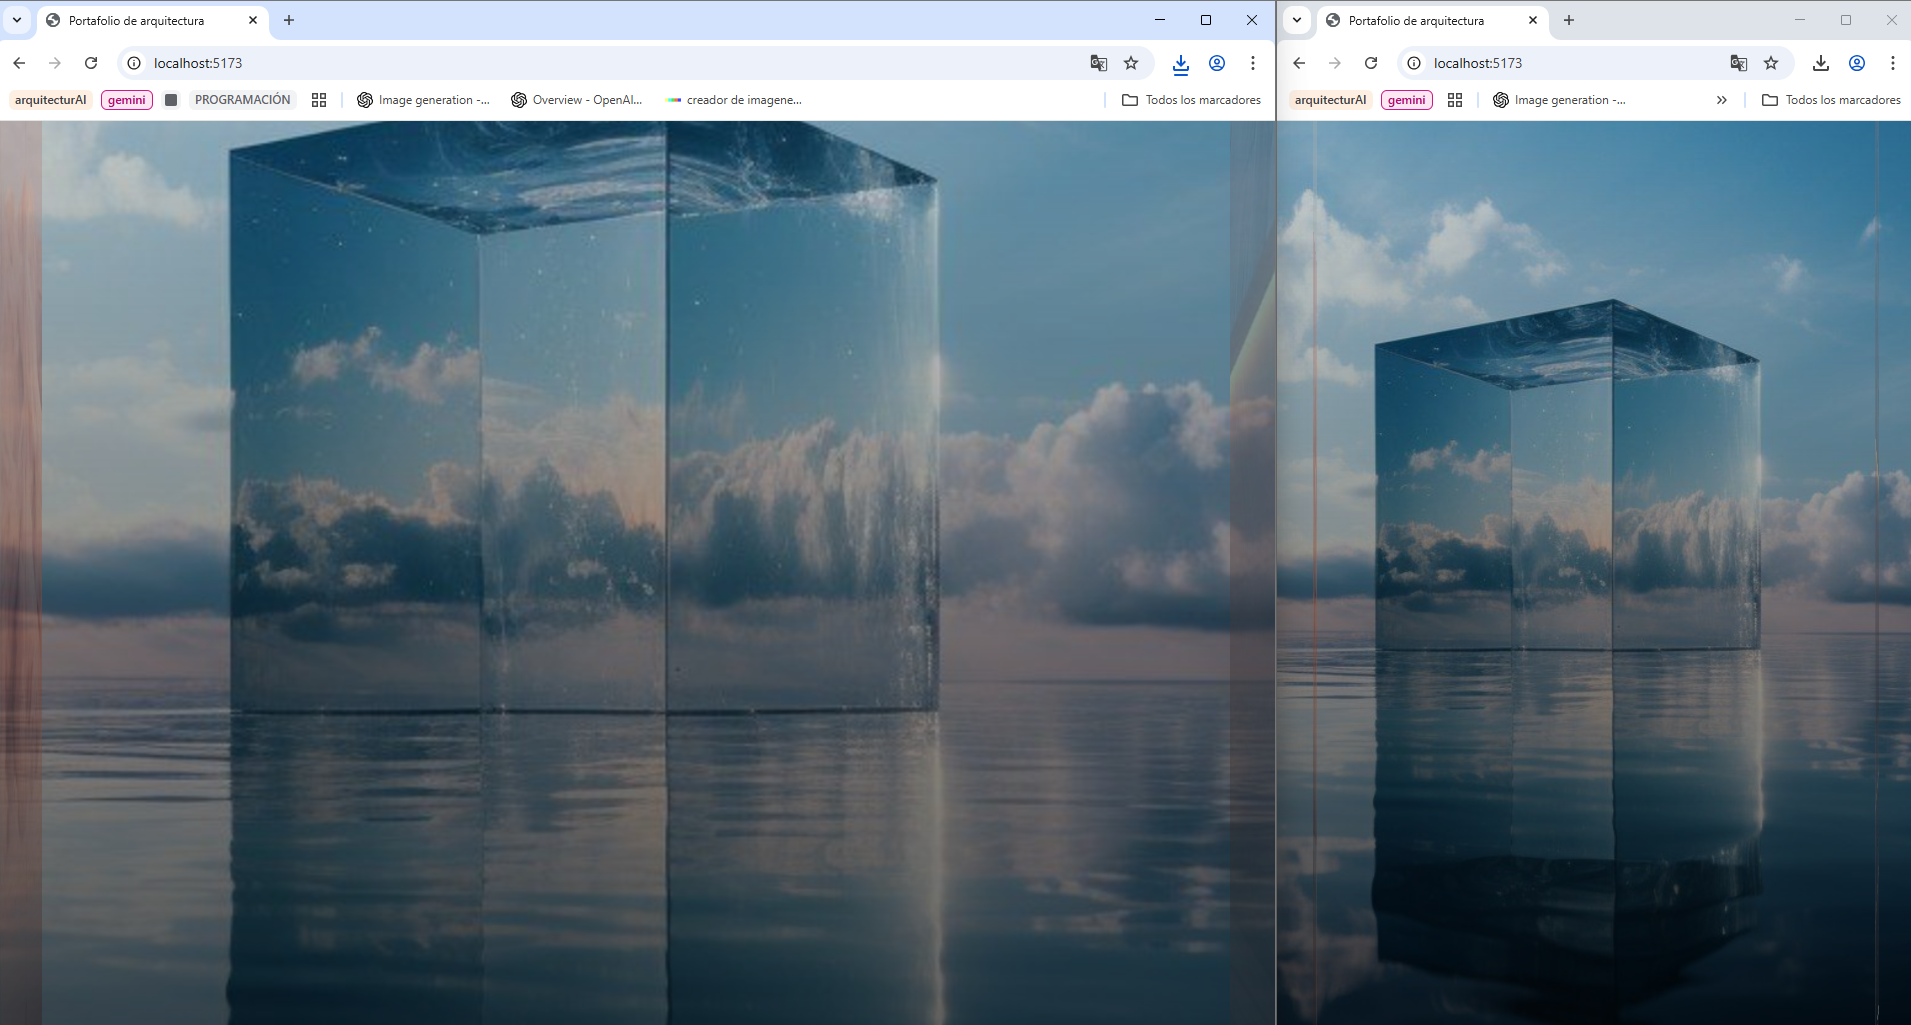 Portafolio de arquitectura
localhost:5173
arquitecturAI
gemini
PROGRAMACIÓN
Image generation -...
Overview - OpenAI...
creador de imagene...
Todos los marcadores
Portafolio de arquitectura
localhost:5173
arquitecturAI
gemini
Image generation -...
Todos los marcadores